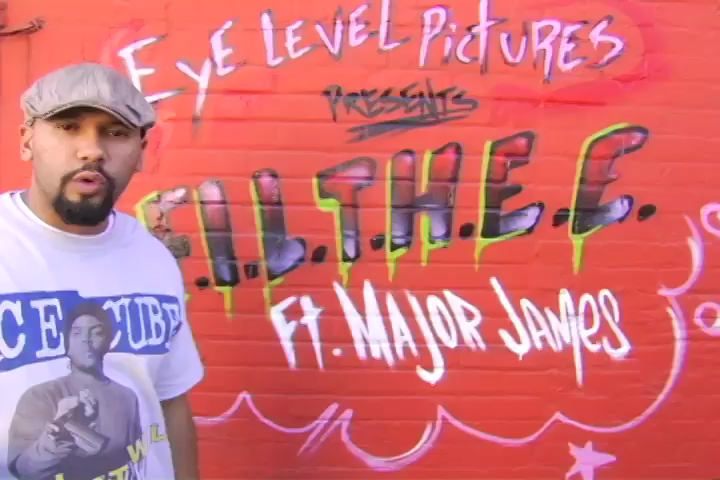 EYE LEVEL PictURES
PRESENTS
F.I.L.T.H.E.E.
Ft. MAJOR JAMES
CE CUBE